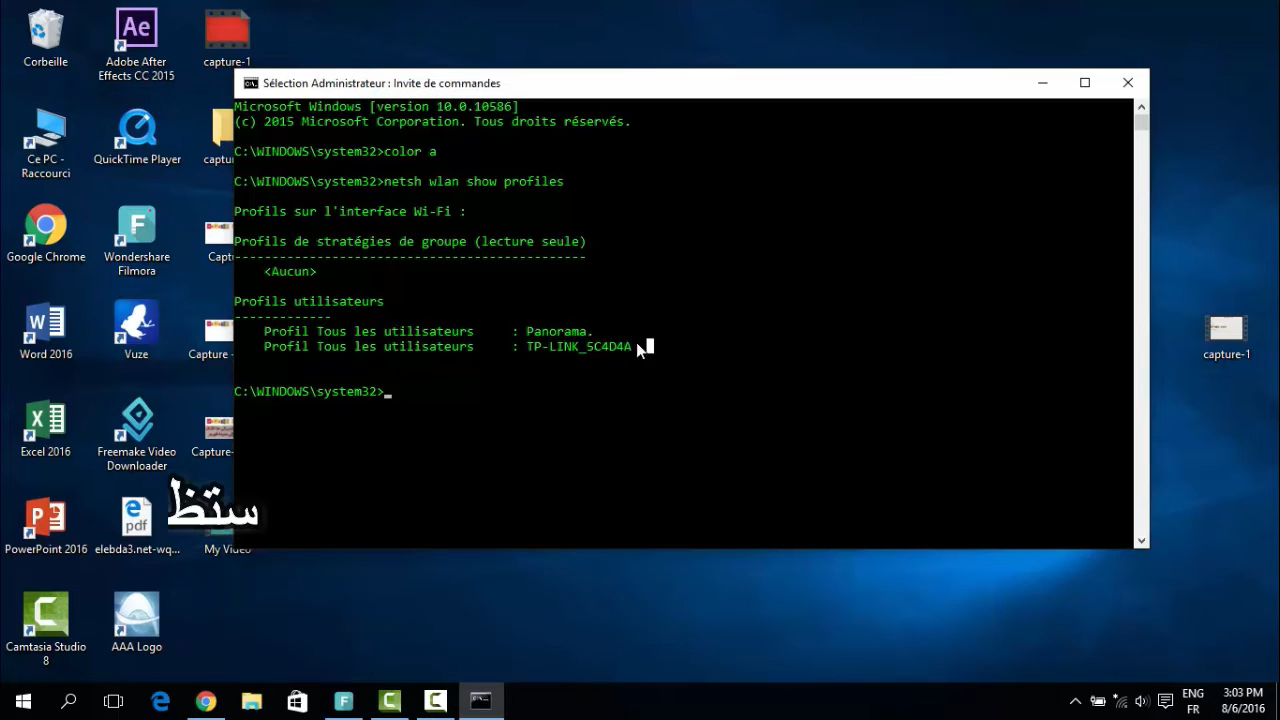 Corbeille
Adobe After
Effects CC 2015
capture-1
Ae
Sélection Administrateur : Invite de commandes
Microsoft Windows [version 10.0.10586]
(c) 2015 Microsoft Corporation. Tous droits réservés.
C:\WINDOWS\system32>color a
C:\WINDOWS\system32>netsh wlan show profiles
Profils sur l'interface Wi-Fi :
Profils de stratégies de groupe (lecture seule)
-----------------------------------------------
<Aucun>
Profils utilisateurs
-------------
Profil Tous les utilisateurs : Panorama.
Profil Tous les utilisateurs : TP-LINK_5C4D4A
C:\WINDOWS\system32>_
Ce PC -
Raccourci
QuickTime Player
captu
Google Chrome
Wondershare
Filmora
Capt
Word 2016
Vuze
Capture -
capture-1
Excel 2016
Freemake Video
Downloader
Capture-
ستظ
pdf
PowerPoint 2016
elebda3.net-wq...
My Video
Camtasia Studio
8
AAA Logo
ENG
FR
3:03 PM
8/6/2016